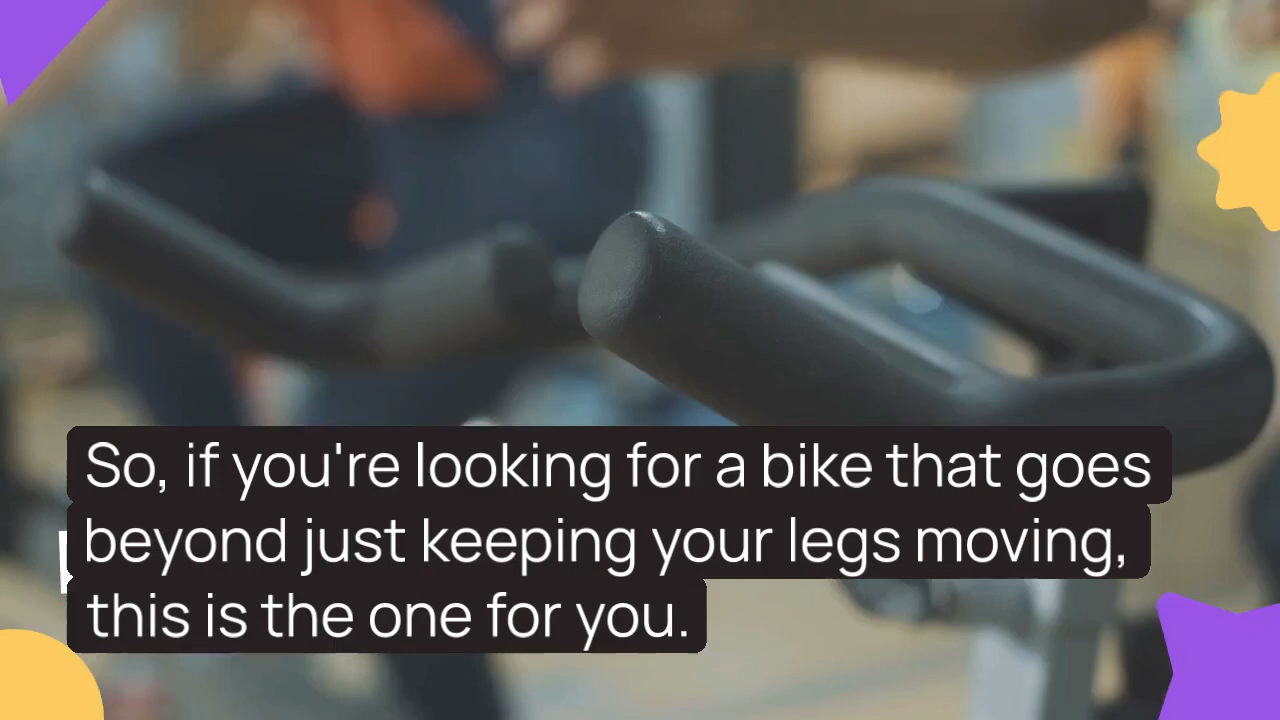 So, if you're looking for a bike that goes
beyond just keeping your legs moving,
this is the one for you.